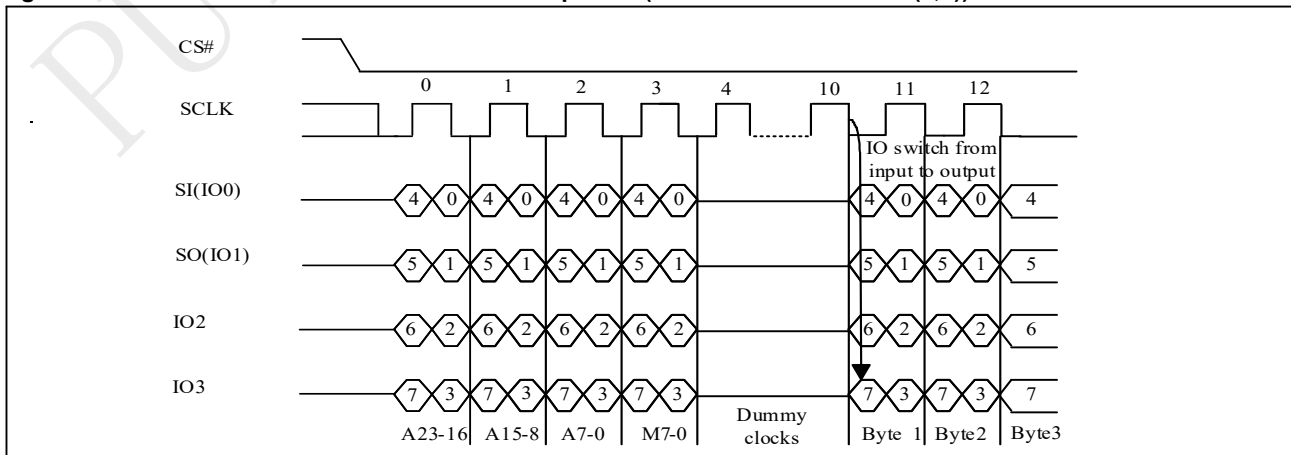 CS#
0 1 2 3 4 10 11 12
SCLK
IO switch from
input to output
SI(IO0)
4 0 4 0 4 0 4 0 4 0 4 0 4
SO(IO1)
5 1 5 1 5 1 5 1 5 1 5 1 5
IO2
6 2 6 2 6 2 6 2 6 2 6 2 6
IO3
7 3 7 3 7 3 7 3 7 3 7 3 7
Dummy
clocks
A23-16 A15-8 A7-0 M7-0 Byte 1 Byte2 Byte3